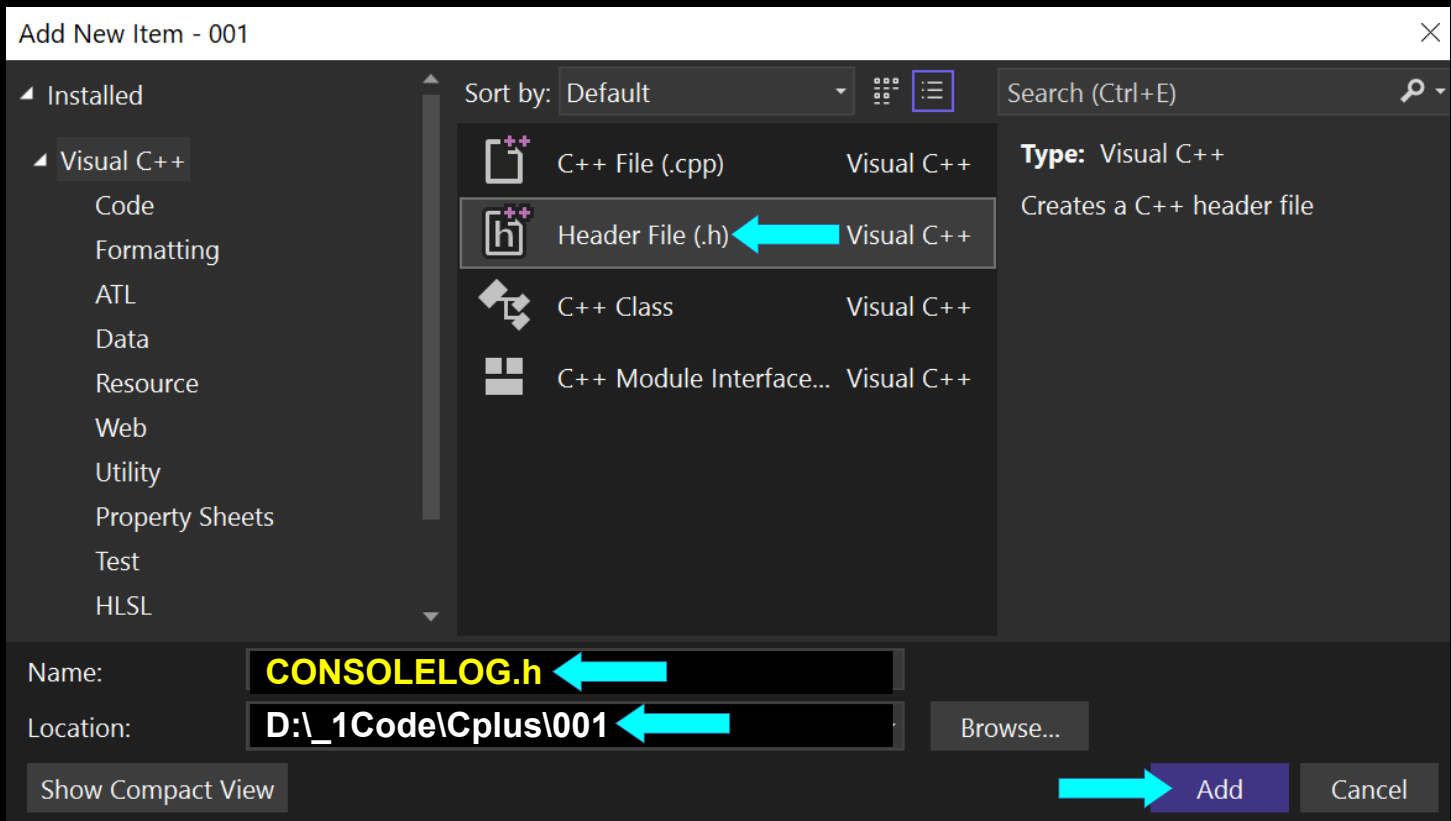 Add New Item - 001
Installed
Visual C++
Code
Formatting
ATL
Data
Resource
Web
Utility
Property Sheets
Test
HLSL
Sort by: Default
C++ File (.cpp) Visual C++
Header File (.h) Visual C++
C++ Class Visual C++
C++ Module Interface... Visual C++
Search (Ctrl+E)
Type: Visual C++
Creates a C++ header file
Name: CONSOLELOG.h
Location: D:\_1Code\Cplus\001
Browse...
Show Compact View
Add
Cancel